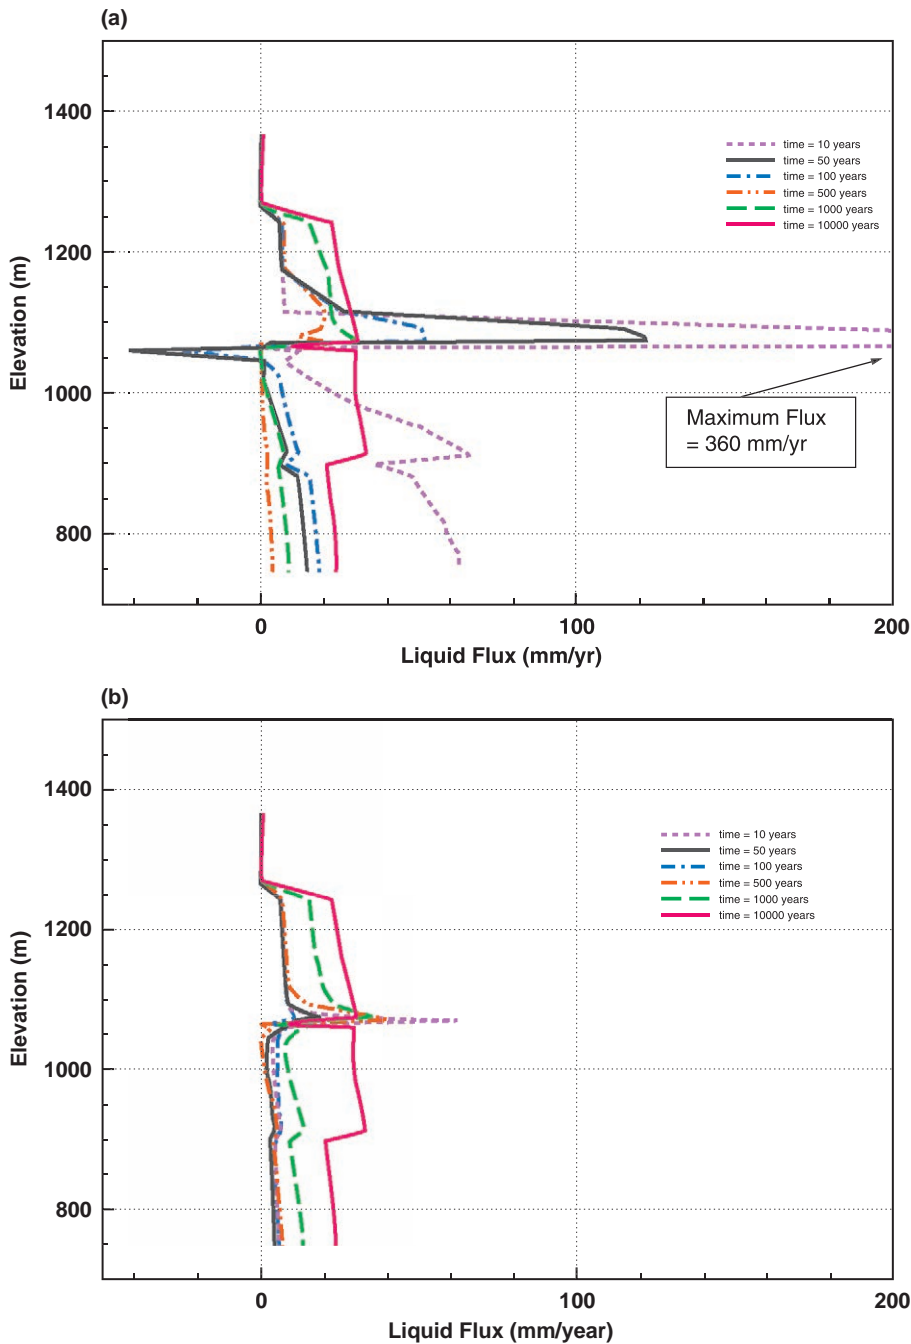 (a)
1400
1200
1000
800
Elevation (m)
time = 10 years
time = 50 years
time = 100 years
time = 500 years
time = 1000 years
time = 10000 years
Maximum Flux
= 360 mm/yr
0
100
200
Liquid Flux (mm/yr)
(b)
1400
1200
1000
800
Elevation (m)
time = 10 years
time = 50 years
time = 100 years
time = 500 years
time = 1000 years
time = 10000 years
0
100
200
Liquid Flux (mm/year)